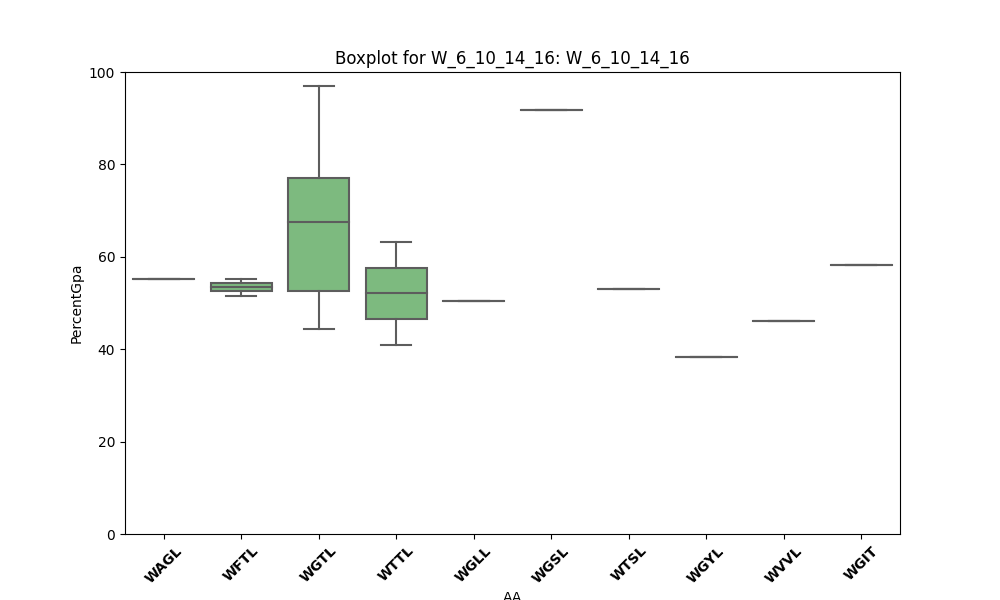 Boxplot for W_6_10_14_16: W_6_10_14_16
100
80
60
40
20
0
PercentGpa
WAGL
WFTL
WGTL
WTTL
WGLL
WGSL
WTSL
WGYL
WVVL
WGIT
AA